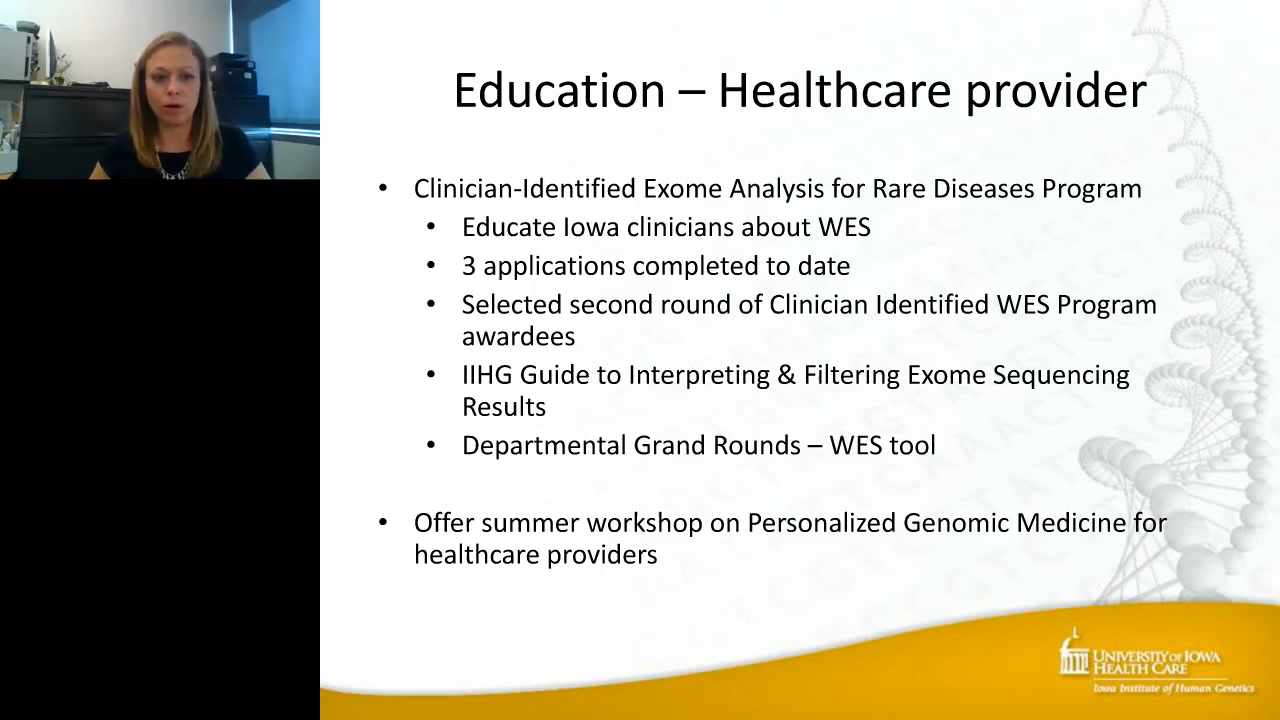 Education – Healthcare provider
• Clinician-Identified Exome Analysis for Rare Diseases Program
• Educate Iowa clinicians about WES
• 3 applications completed to date
• Selected second round of Clinician Identified WES Program
awardees
• IIHG Guide to Interpreting & Filtering Exome Sequencing
Results
• Departmental Grand Rounds – WES tool
• Offer summer workshop on Personalized Genomic Medicine for
healthcare providers
UNIVERSITY OF IOWA
HEALTH CARE
Iowa Institute of Human Genetics